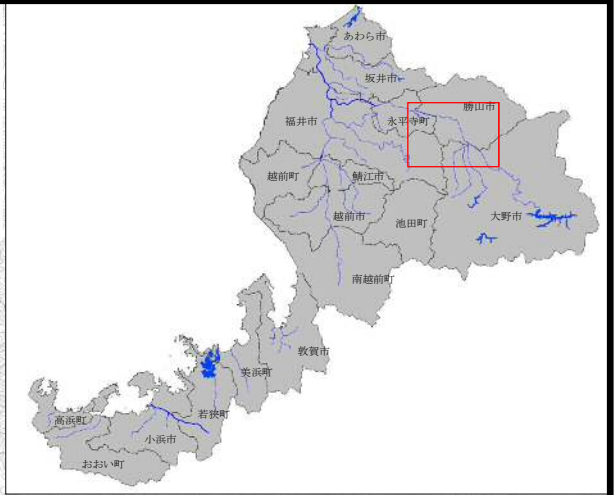 あわら市
坂井市
勝山市
永平寺町
福井市
越前町
鯖江市
越前市
池田町
大野市
南越前町
敦賀市
美浜町
若狭町
高浜町
小浜市
おおい町